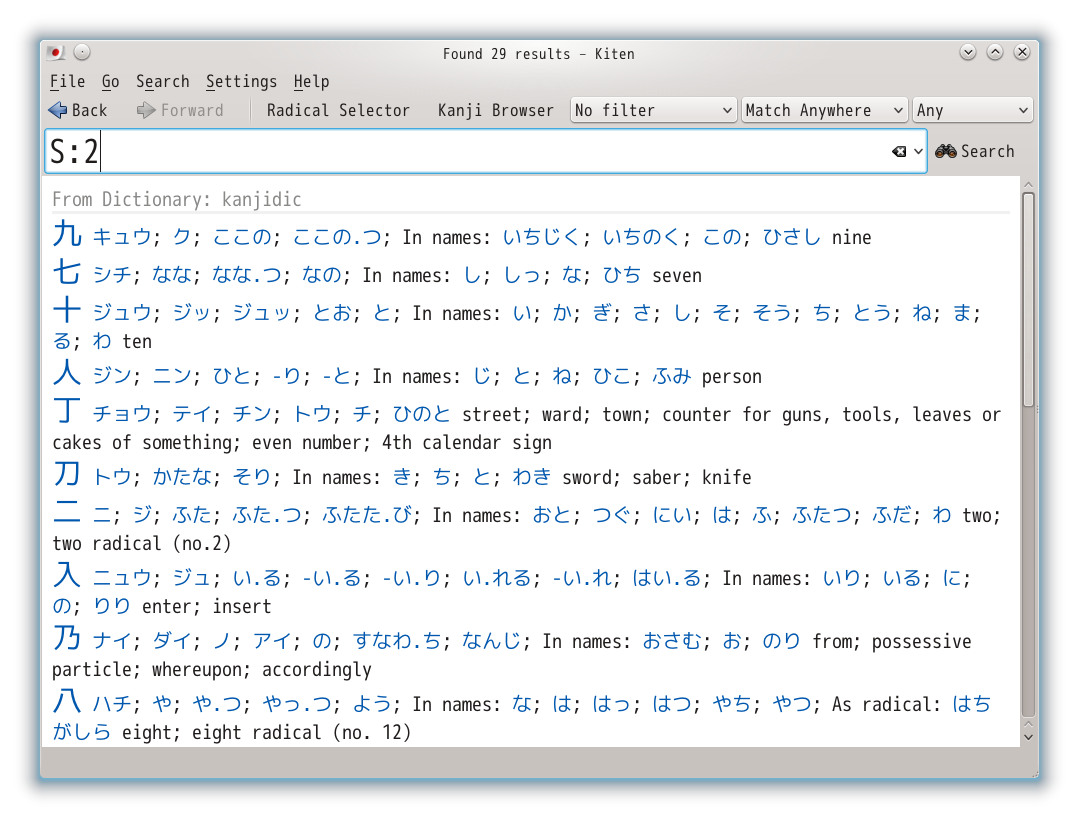 Found 29 results – Kiten
File Go Search Settings Help
Back Forward Radical Selector Kanji Browser No filter Match Anywhere Any
S:2 Search
From Dictionary: kanjidic
九 キュウ; ク; ここの; ここの.つ; In names: いちじく; いちのく; この; ひさし nine
七 シチ; なな; なな.つ; なの; In names: し; しっ; な; ひち seven
十 ジュウ; ジッ; ジュッ; とお; と; In names: い; か; ぎ; さ; し; そ; そう; ち; とう; ね; ま;
る; わ ten
人 ジン; ニン; ひと; -り; -と; In names: じ; と; ね; ひこ; ふみ person
丁 チョウ; テイ; チン; トウ; チ; ひのと street; ward; town; counter for guns, tools, leaves or
cakes of something; even number; 4th calendar sign
刀 トウ; かたな; そり; In names: き; ち; と; わき sword; saber; knife
二 ニ; ジ; ふた; ふた.つ; ふたた.び; In names: おと; つぐ; にい; は; ふ; ふたつ; ふだ; わ two;
two radical (no.2)
入 ニュウ; ジュ; い.る; -い.る; -い.り; い.れる; -い.れ; はい.る; In names: いり; いる; に;
の; りり enter; insert
乃 ナイ; ダイ; ノ; アイ; の; すなわ.ち; なんじ; In names: おさむ; お; のり from; possessive
particle; whereupon; accordingly
八 ハチ; や; や.つ; やっ.つ; よう; In names: な; は; はっ; はつ; やち; やつ; As radical: はち
がしら eight; eight radical (no. 12)